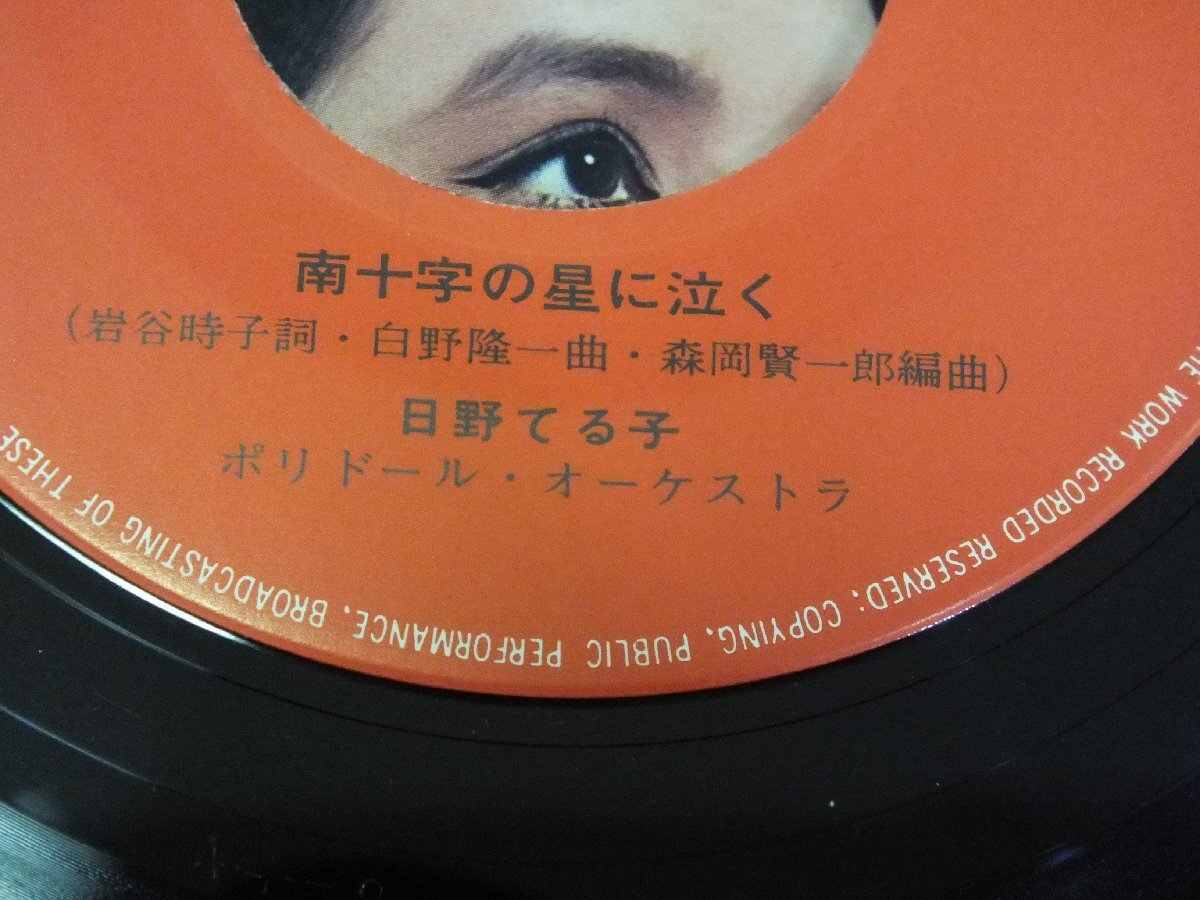 南十字の星に泣く
(岩谷時子詞・白野隆一曲・森岡賢一郎編曲)
日野てる子
ポリドール・オーケストラ
WORK RECORDED RESERVED; COPYING, PUBLIC PERFORMANCE, BROADCASTING OF THESE